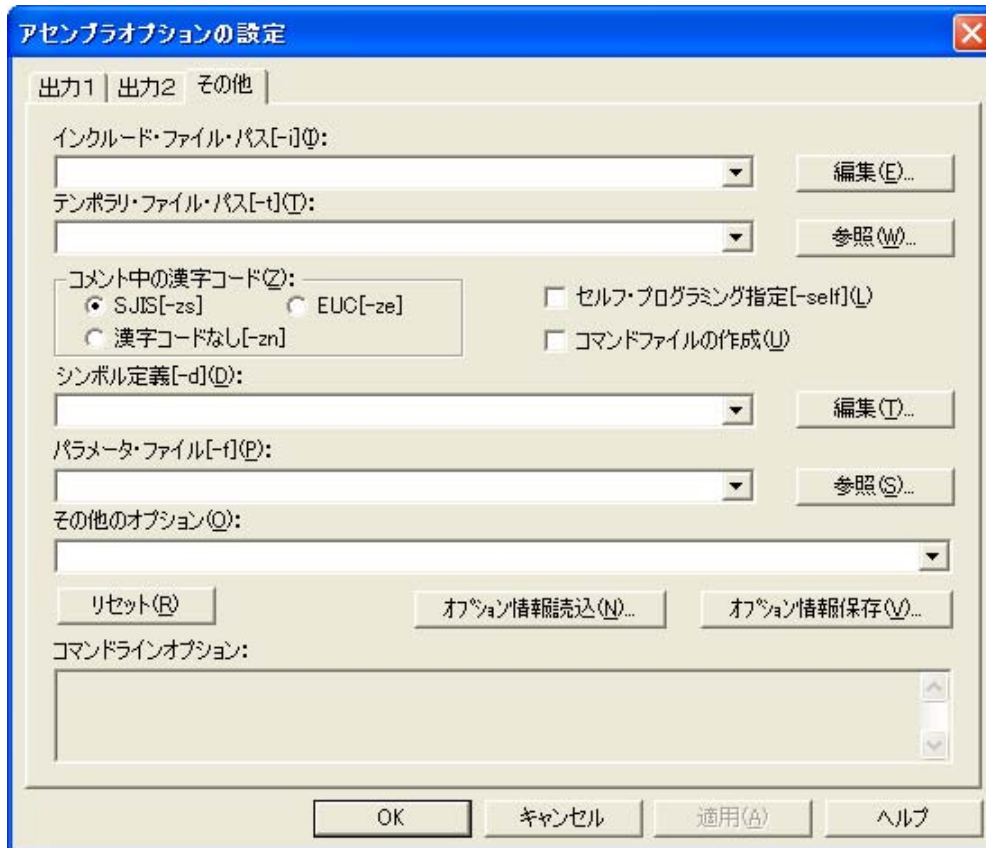 アセンブラオプションの設定
出力1 出力2 その他
インクルード・ファイル・パス[-i](I):
編集(E)...
テンポラリ・ファイル・パス[-t](T):
参照(W)...
コメント中の漢字コード(Z):
SJIS[-zs] EUC[-ze]
漢字コードなし[-zn]
セルフ・プログラミング指定[-self](L)
コマンドファイルの作成(U)
シンボル定義[-d](D):
編集(T)...
パラメータ・ファイル[-f](P):
参照(S)...
その他のオプション(O):
リセット(R) オプション情報読込(N)... オプション情報保存(V)...
コマンドラインオプション:
OK キャンセル 適用(A) ヘルプ